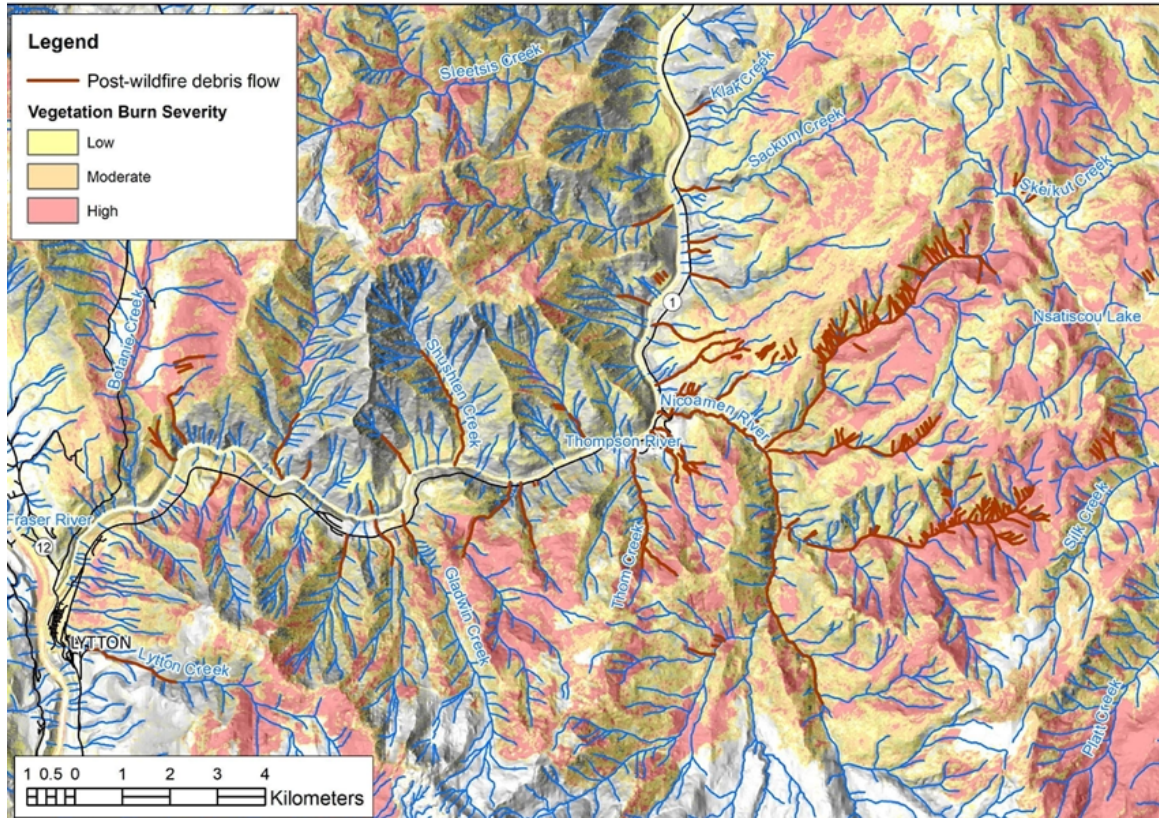 Legend
Post-wildfire debris flow
Vegetation Burn Severity
Low
Moderate
High
Sleetsis Creek
Klak Creek
Sackum Creek
Skeikut Creek
1
Nsatiscou Lake
Botanie Creek
Shushien Creek
Nicoamen River
Thompson River
Fraser River
12
Gladwin Creek
Thom Creek
Silk Creek
LYTTON
Lytton Creek
Platt Creek
1 0.5 0 1 2 3 4
Kilometers